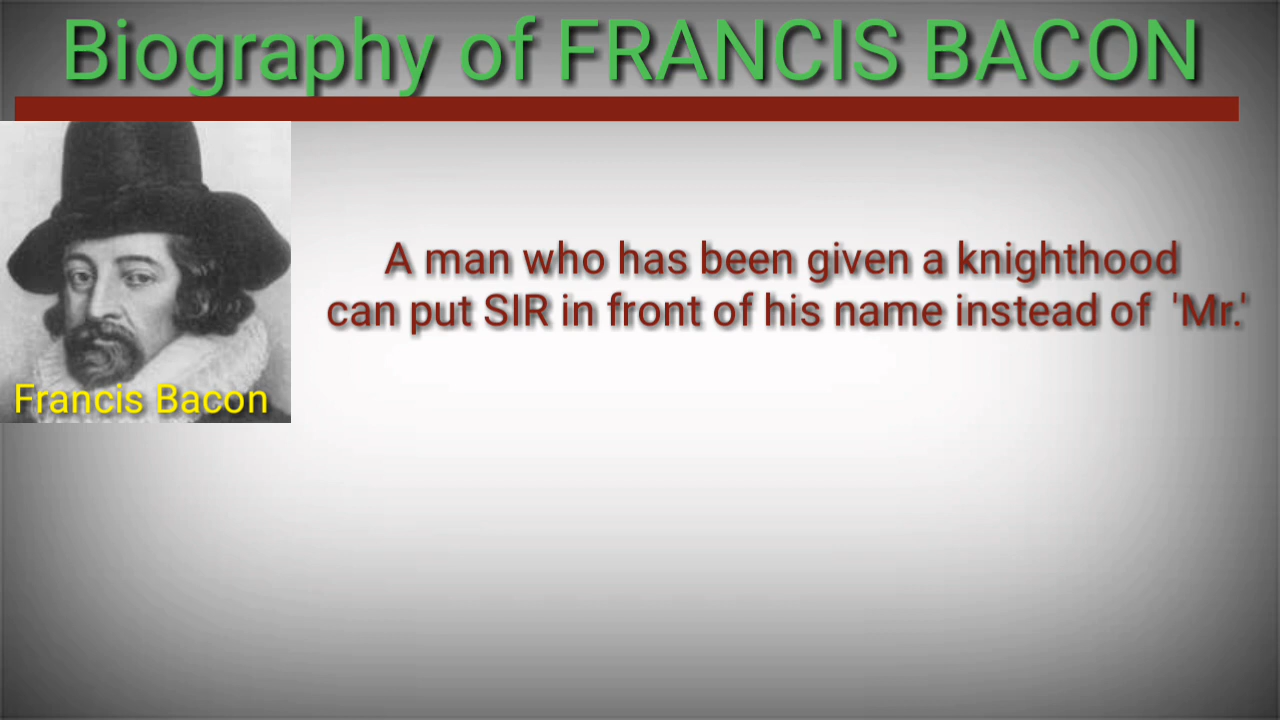 Biography of FRANCIS BACON
A man who has been given a knighthood
can put SIR in front of his name instead of 'Mr.'
Francis Bacon